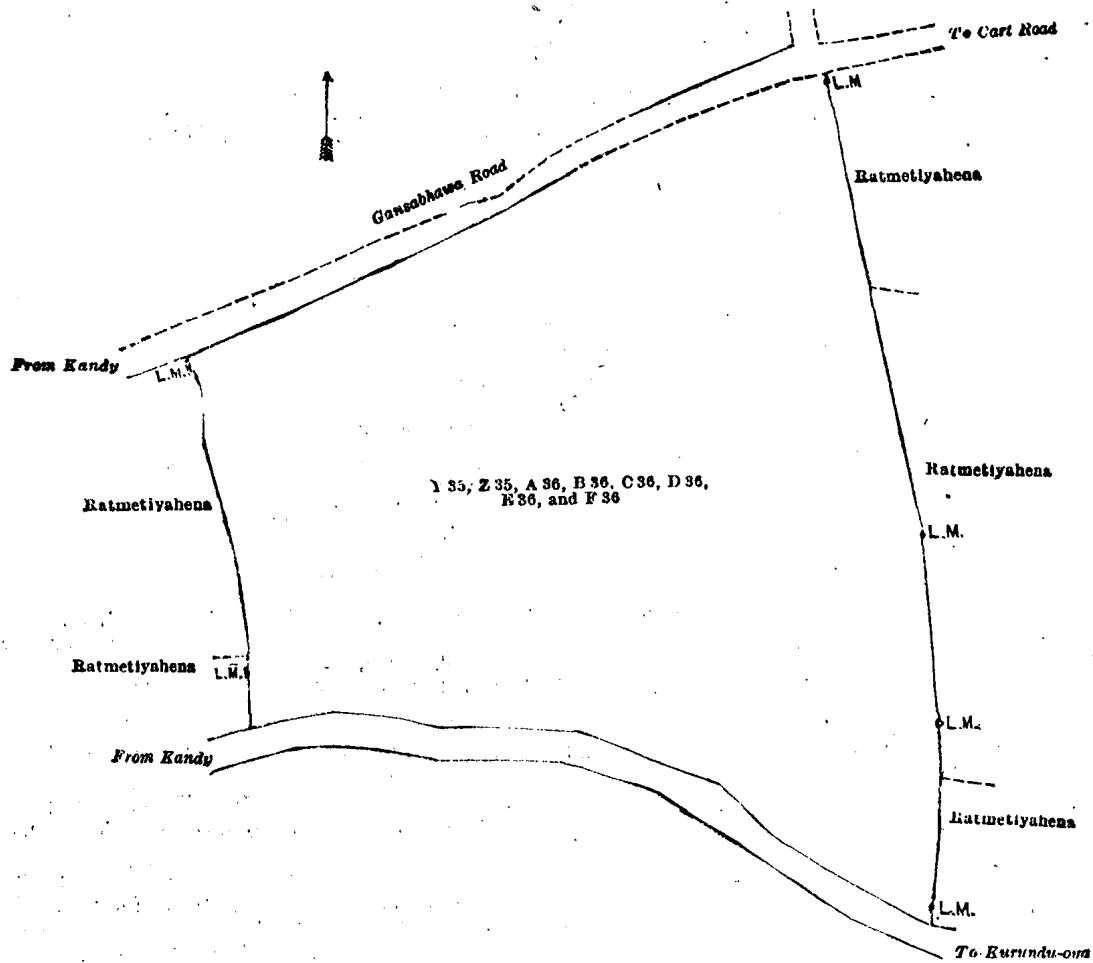 To Cart Road
L.M
Ratmetiyahena
Gansabhawa Road
From Kandy
L.M.
Ratmetiyahena
Y 35, Z 35, A 36, B 36, C 36, D 36,
E 36, and F 36
Ratmetiyahena
L.M.
Ratmetiyahena
L.M.
L.M.
From Kandy
Ratmetiyahena
L.M.
To Kurundu-oya